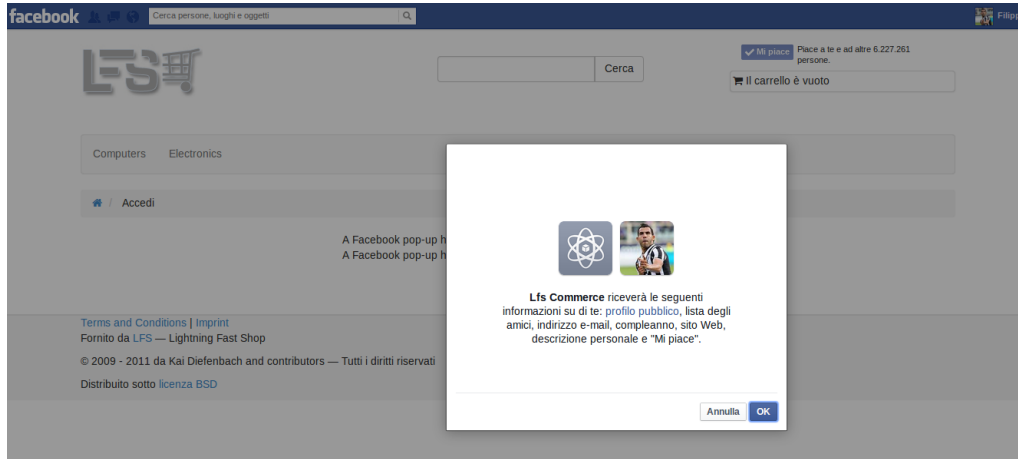 facebook
Cerca persone, luoghi e oggetti
Filipp
LFS
Cerca
Mi piace
Piace a te e ad altre 6.227.261
persone.
Il carrello è vuoto
Computers Electronics
/ Accedi
A Facebook pop-up h
A Facebook pop-up h
Lfs Commerce riceverà le seguenti
informazioni su di te: profilo pubblico, lista degli
amici, indirizzo e-mail, compleanno, sito Web,
descrizione personale e "Mi piace".
Annulla OK
Terms and Conditions | Imprint
Fornito da LFS — Lightning Fast Shop
© 2009 - 2011 da Kai Diefenbach and contributors — Tutti i diritti riservati
Distribuito sotto licenza BSD